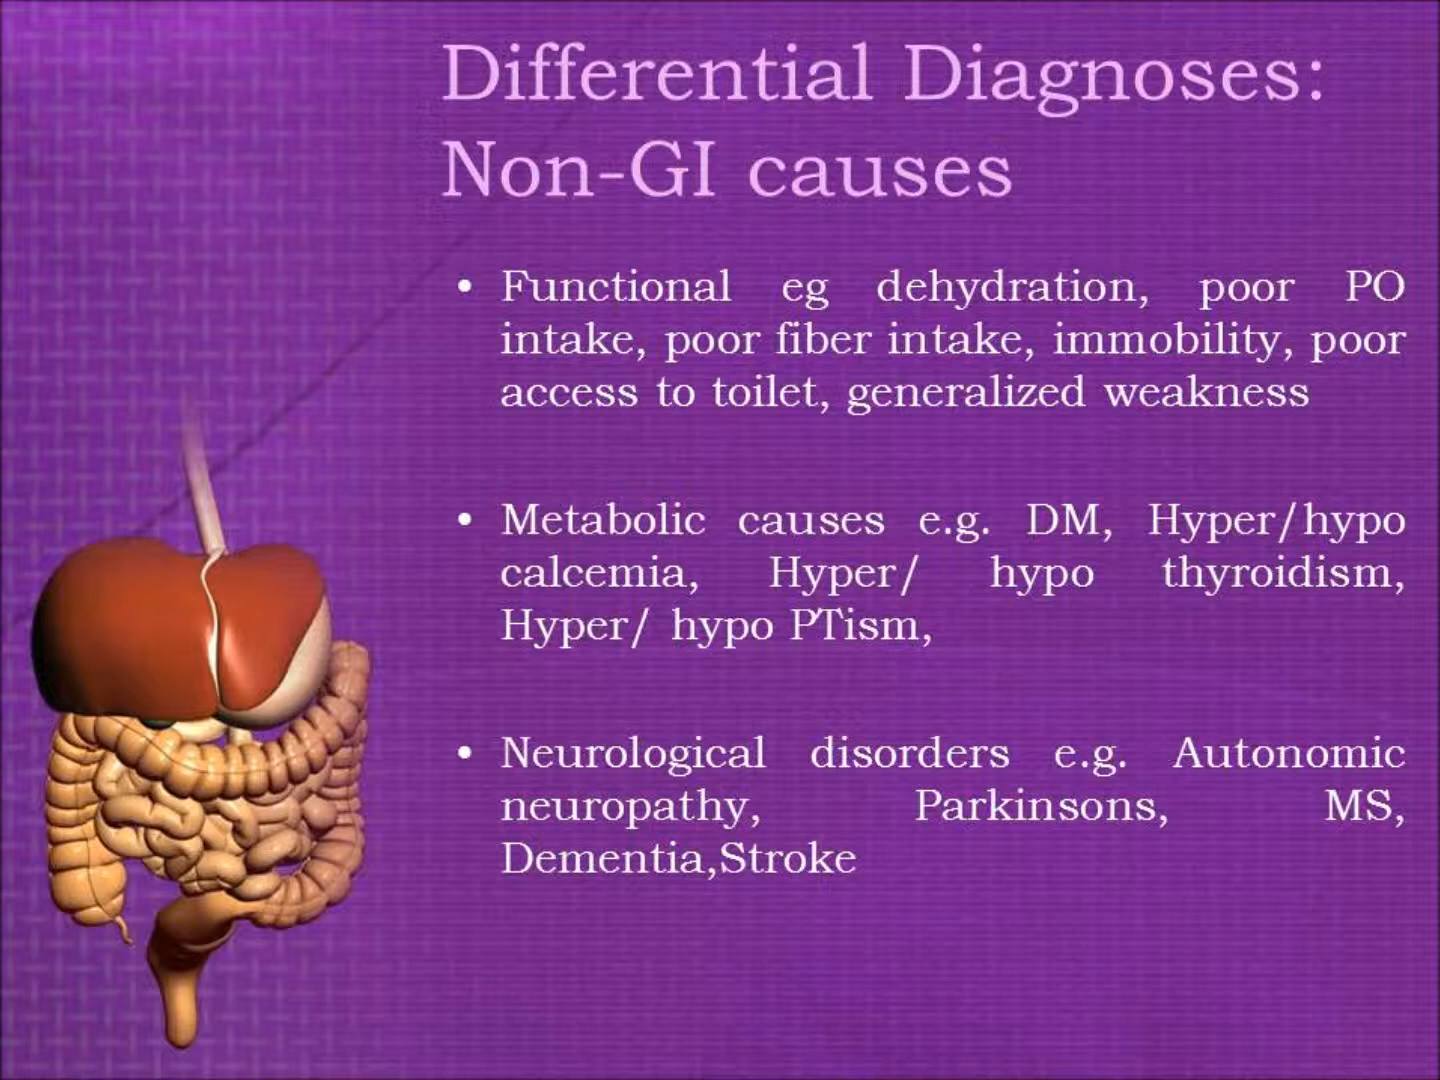 Differential Diagnoses:
Non-GI causes
• Functional eg dehydration, poor PO
intake, poor fiber intake, immobility, poor
access to toilet, generalized weakness
• Metabolic causes e.g. DM, Hyper/hypo
calcemia, Hyper/ hypo thyroidism,
Hyper/ hypo PTism,
• Neurological disorders e.g. Autonomic
neuropathy, Parkinsons, MS,
Dementia,Stroke